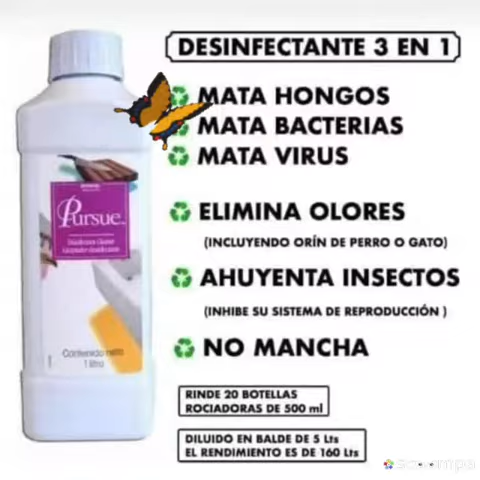 DESINFECTANTE 3 EN 1
MATA HONGOS
MATA BACTERIAS
MATA VIRUS
ELIMINA OLORES
(INCLUYENDO ORÍN DE PERRO O GATO)
AHUYENTA INSECTOS
(INHIBE SU SISTEMA DE REPRODUCCIÓN )
NO MANCHA
RINDE 20 BOTELLAS
ROCIADORAS DE 500 ml
DILUIDO EN BALDE DE 5 Lts
EL RENDIMIENTO ES DE 160 Lts
Pursue
Contenido neto
1 litro